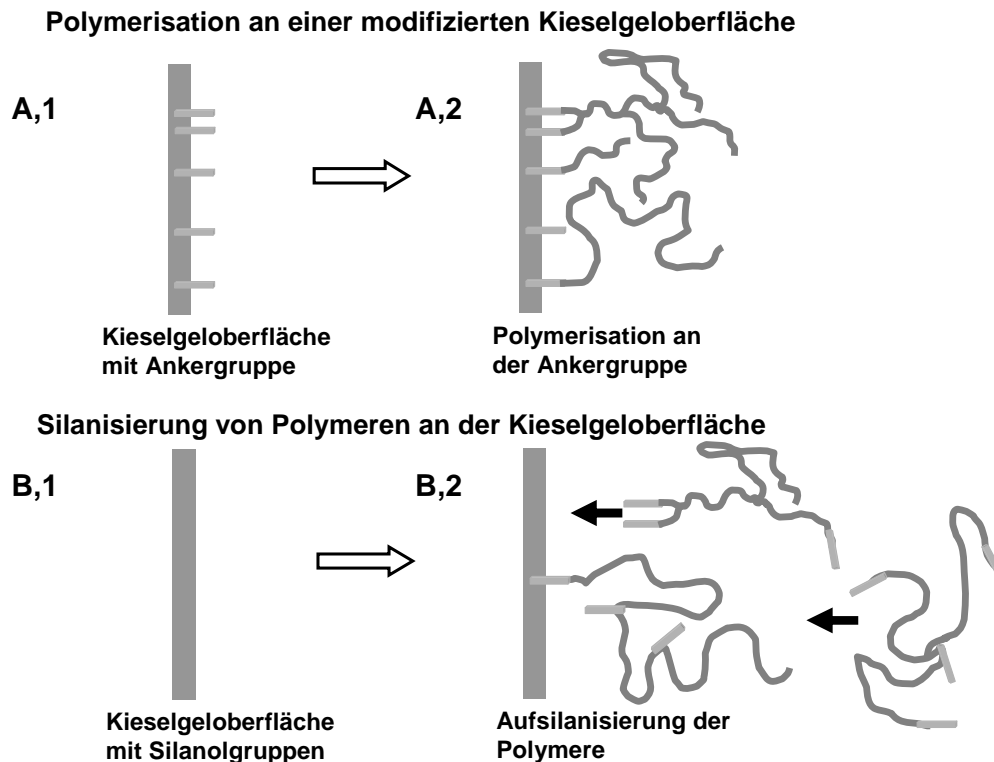 Polymerisation an einer modifizierten Kieselgeloberfläche
A,1
A,2
Kieselgeloberfläche
mit Ankergruppe
Polymerisation an
der Ankergruppe
Silanisierung von Polymeren an der Kieselgeloberfläche
B,1
B,2
Kieselgeloberfläche
mit Silanolgruppen
Aufsilanisierung der
Polymere